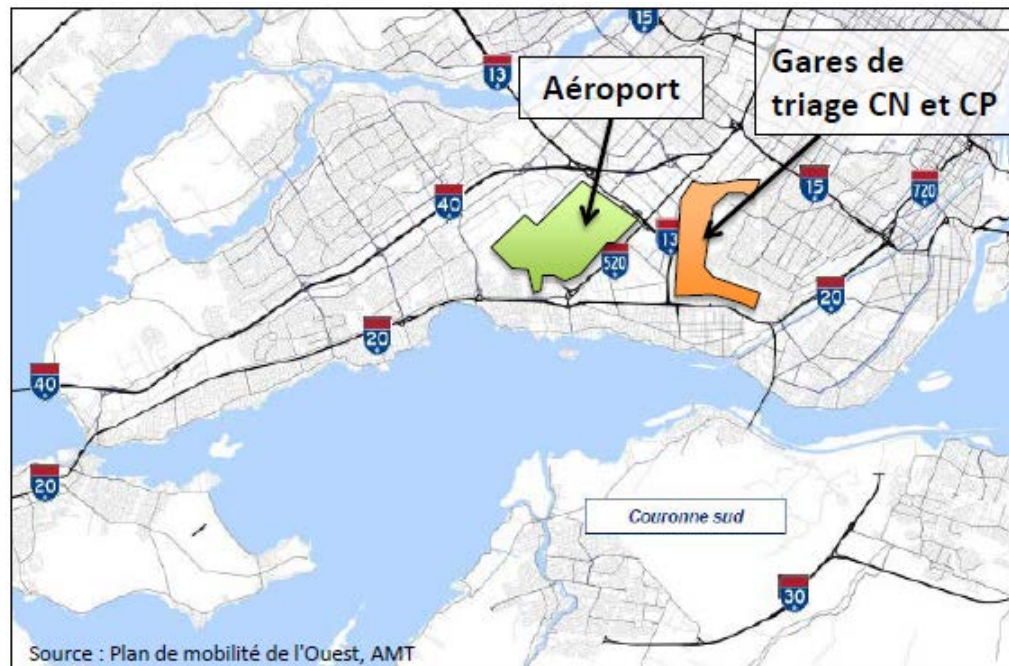 15
13
Aéroport
Gares de
triage CN et CP
40
15
720
13
520
20
20
40
20
Couronne sud
30
Source : Plan de mobilité de l'Ouest, AMT